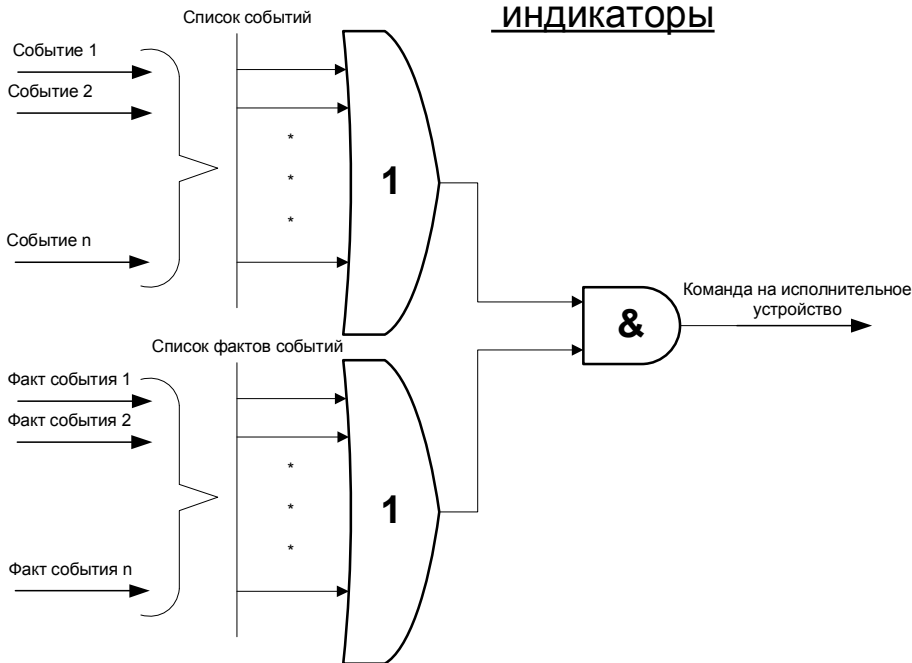 индикаторы
Список событий
Событие 1
Событие 2
*
*
*
Событие n
1
Список фактов событий
Факт события 1
Факт события 2
*
*
*
Факт события n
1
&
Команда на исполнительное
устройство